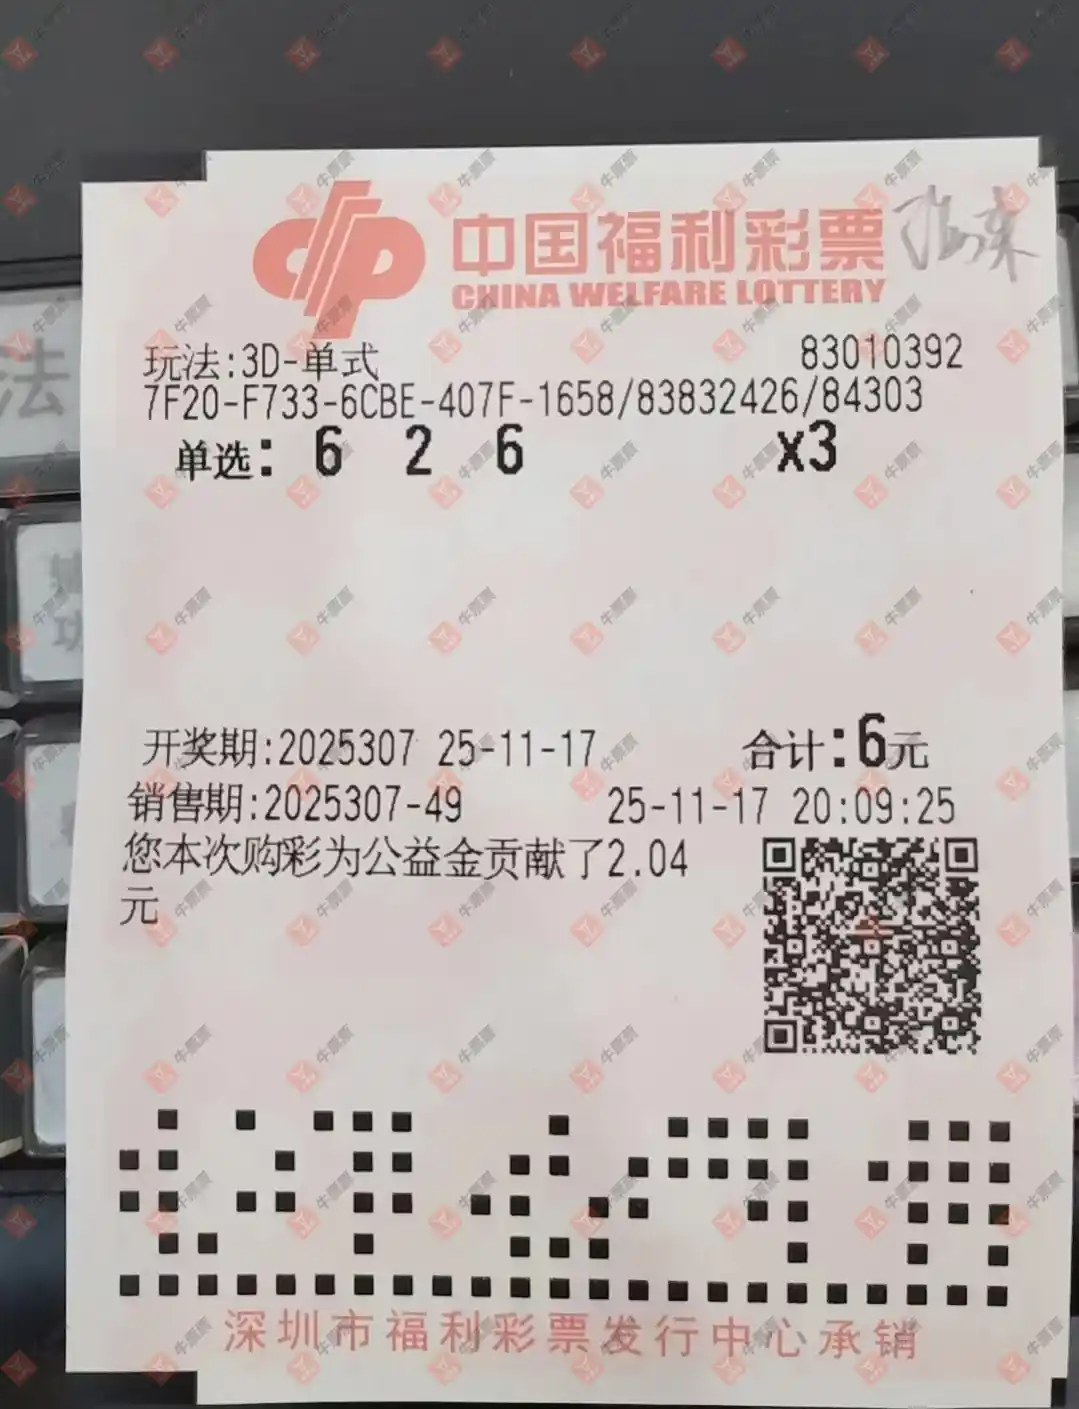 中国福利彩票
CHINA WELFARE LOTTERY
玩法:3D-单式 83010392
7F20-F733-6CBE-407F-1658/83832426/84303
单选: 6 2 6 x3
开奖期:2025307 25-11-17 合计:6元
销售期:2025307-49 25-11-17 20:09:25
您本次购彩为公益金贡献了2.04
元
深圳市福利彩票发行中心承销
法
牛票票